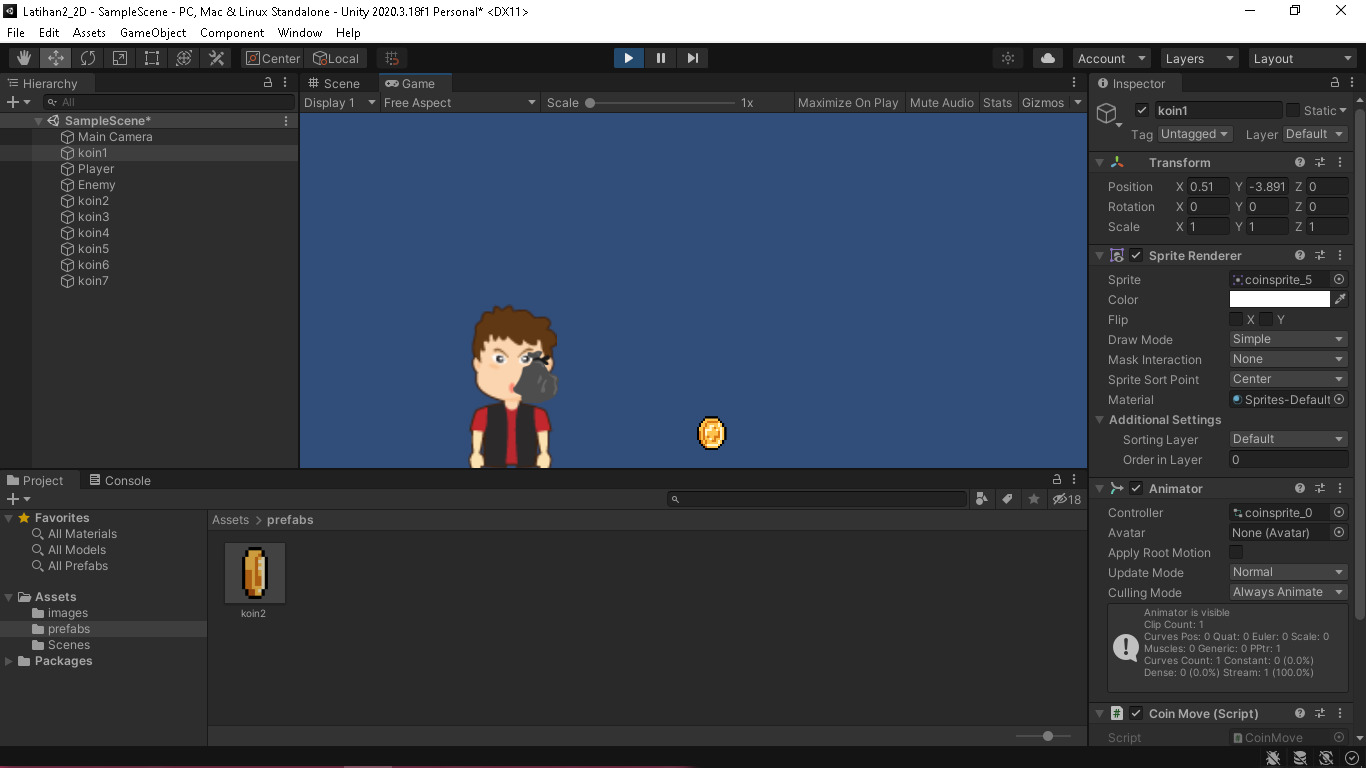 Latihan2_2D - SampleScene - PC, Mac & Linux Standalone - Unity 2020.3.18f1 Personal* <DX11>
File Edit Assets GameObject Component Window Help
Center Local Account Layers Layout
Hierarchy
All
SampleScene*
Main Camera
koin1
Player
Enemy
koin2
koin3
koin4
koin5
koin6
koin7
Scene Game
Display 1 Free Aspect Scale 1x Maximize On Play Mute Audio Stats Gizmos
Inspector
koin1 Static
Tag Untagged Layer Default
Transform
Position X 0.51 Y -3.891 Z 0
Rotation X 0 Y 0 Z 0
Scale X 1 Y 1 Z 1
Sprite Renderer
Sprite coinsprite_5
Color
Flip X Y
Draw Mode Simple
Mask Interaction None
Sprite Sort Point Center
Material Sprites-Default
Additional Settings
Sorting Layer Default
Order in Layer 0
Animator
Controller coinsprite_0
Avatar None (Avatar)
Apply Root Motion
Update Mode Normal
Culling Mode Always Animate
Animator is visible
Clip Count: 1
Curves Pos: 0 Quat: 0 Euler: 0 Scale: 0
Muscles: 0 Generic: 0 PPtr: 1
Curves Count: 1 Constant: 0 (0.0%)
Dense: 0 (0.0%) Stream: 1 (100.0%)
Coin Move (Script)
Script CoinMove
Project Console
18
Favorites
All Materials
All Models
All Prefabs
Assets
images
prefabs
Scenes
Packages
Assets > prefabs
koin2